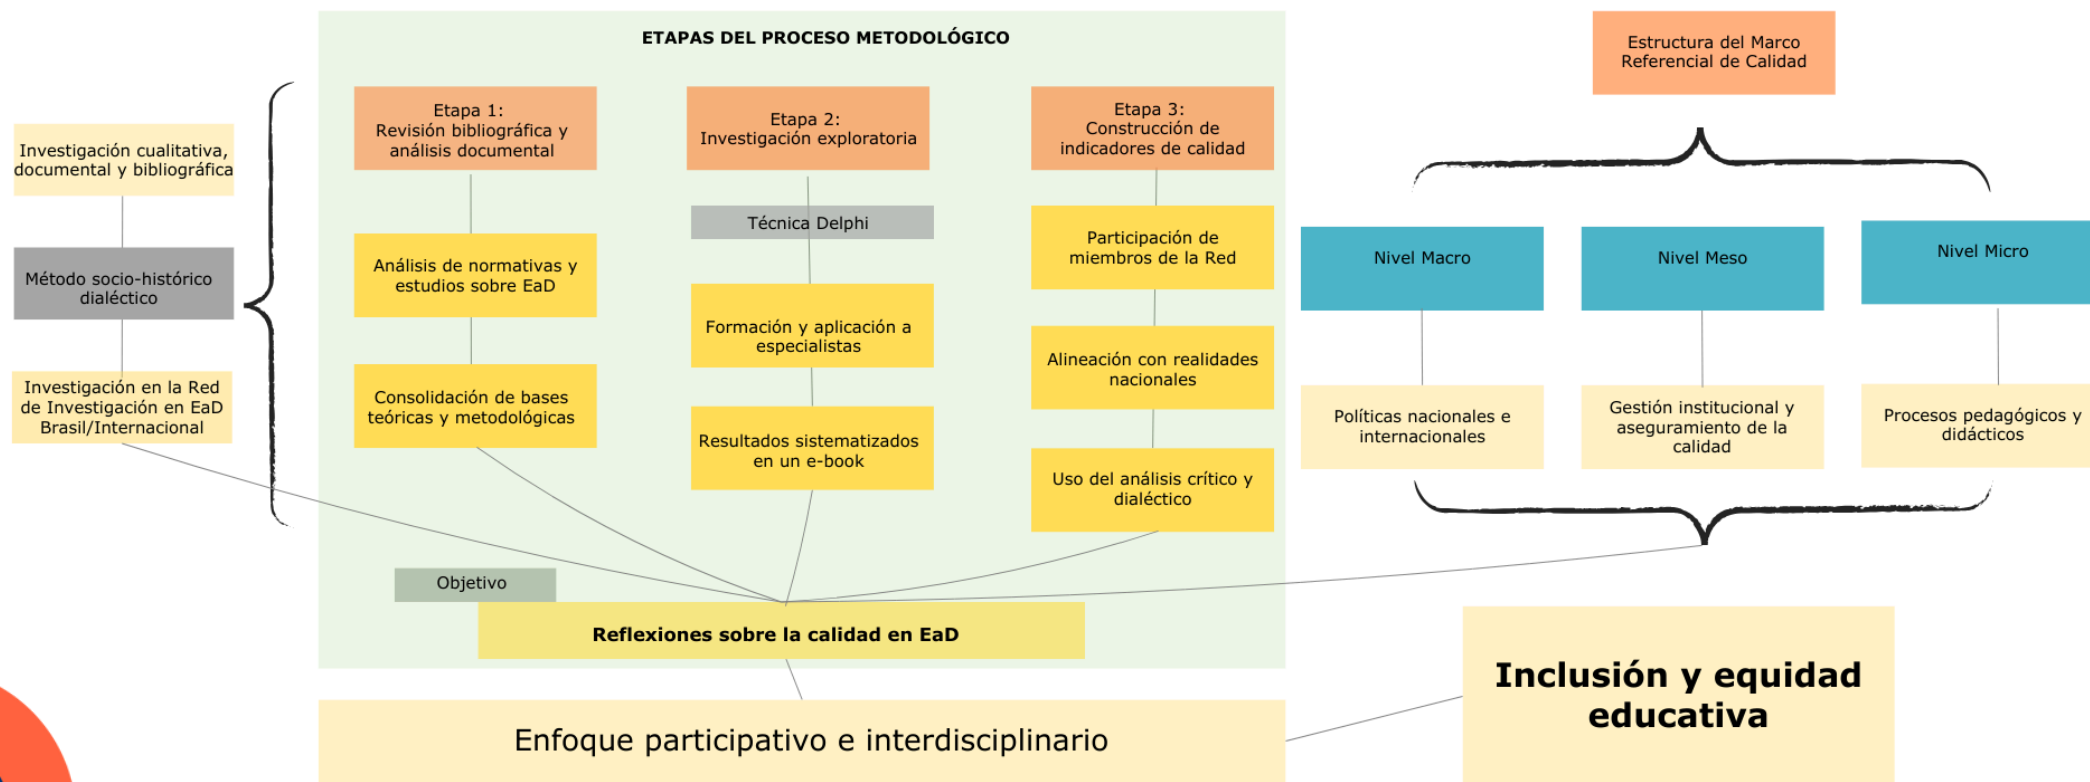 Investigación cualitativa,
documental y bibliográfica
Método socio-histórico
dialéctico
Investigación en la Red
de Investigación en EaD
Brasil/Internacional
ETAPAS DEL PROCESO METODOLÓGICO
Etapa 1:
Revisión bibliográfica y
análisis documental
Análisis de normativas y
estudios sobre EaD
Consolidación de bases
teóricas y metodológicas
Etapa 2:
Investigación exploratoria
Técnica Delphi
Formación y aplicación a
especialistas
Resultados sistematizados
en un e-book
Etapa 3:
Construcción de
indicadores de calidad
Participación de
miembros de la Red
Alineación con realidades
nacionales
Uso del análisis crítico y
dialéctico
Objetivo
Reflexiones sobre la calidad en EaD
Enfoque participativo e interdisciplinario
Estructura del Marco
Referencial de Calidad
Nivel Macro
Políticas nacionales e
internacionales
Nivel Meso
Gestión institucional y
aseguramiento de la
calidad
Nivel Micro
Procesos pedagógicos y
didácticos
Inclusión y equidad
educativa